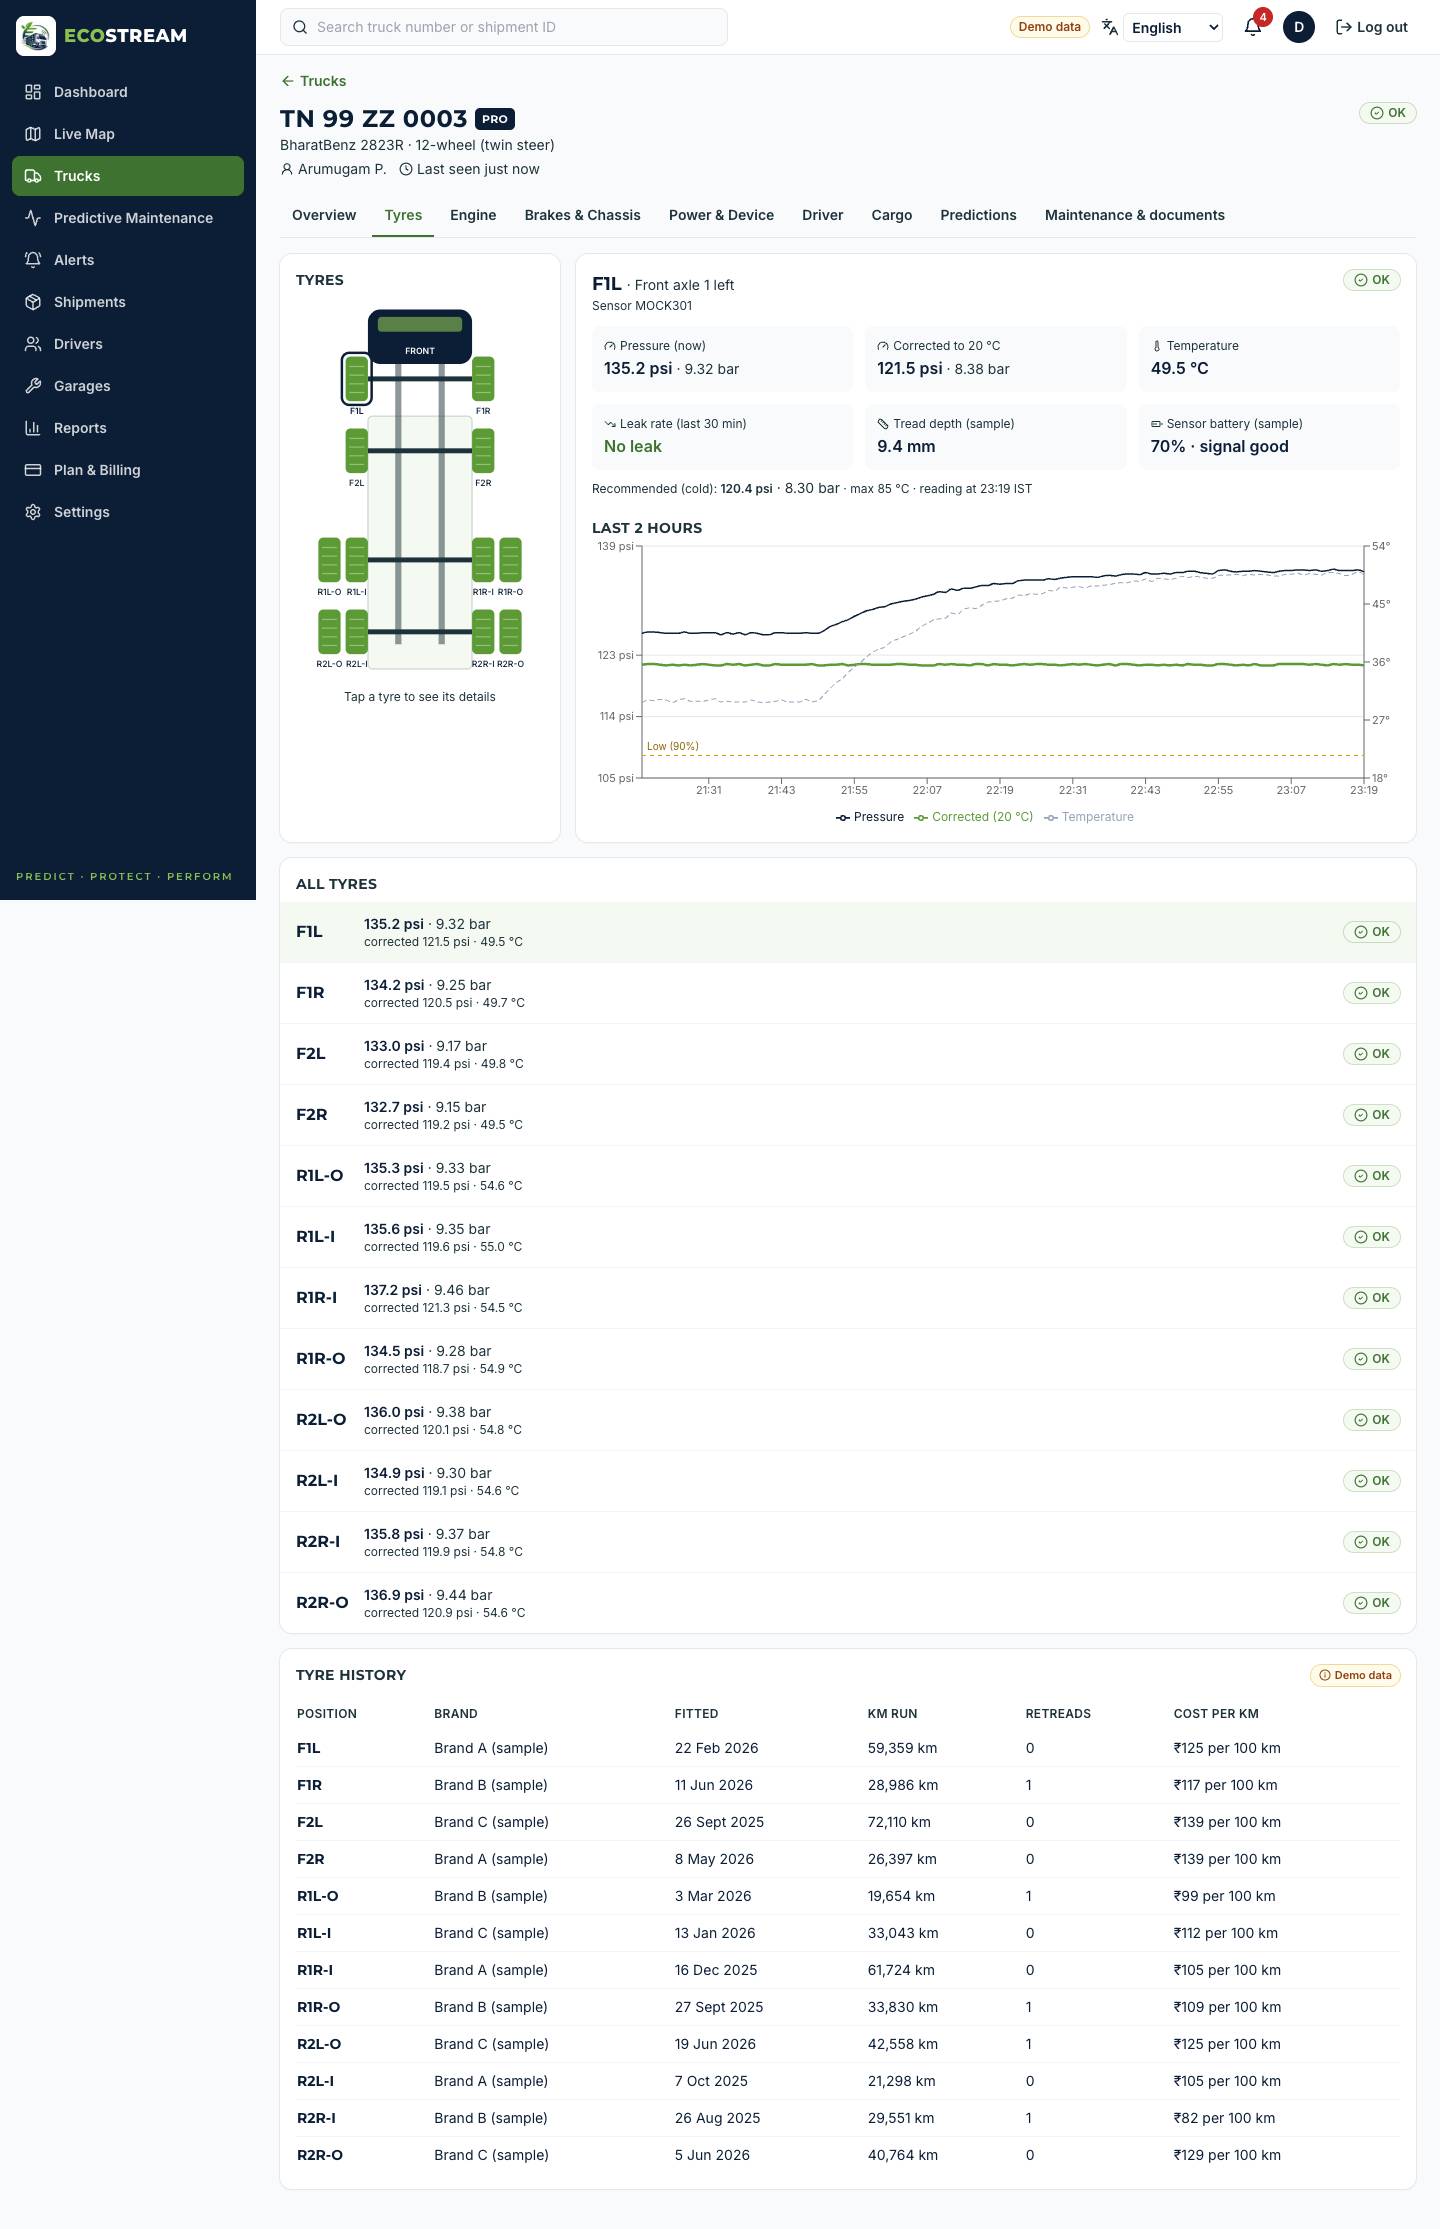 ECOSTREAM
Search truck number or shipment ID
Demo data
English
4
D
Log out
Dashboard
Live Map
Trucks
Predictive Maintenance
Alerts
Shipments
Drivers
Garages
Reports
Plan & Billing
Settings
PREDICT · PROTECT · PERFORM
Trucks
TN 99 ZZ 0003 PRO
OK
BharatBenz 2823R · 12-wheel (twin steer)
Arumugam P. Last seen just now
Overview Tyres Engine Brakes & Chassis Power & Device Driver Cargo Predictions Maintenance & documents
TYRES
FRONT
F1L F1R
F2L F2R
R1L-O R1L-I R1R-I R1R-O
R2L-O R2L-I R2R-I R2R-O
Tap a tyre to see its details
F1L · Front axle 1 left
OK
Sensor MOCK301
Pressure (now)
135.2 psi · 9.32 bar
Corrected to 20 °C
121.5 psi · 8.38 bar
Temperature
49.5 °C
Leak rate (last 30 min)
No leak
Tread depth (sample)
9.4 mm
Sensor battery (sample)
70% · signal good
Recommended (cold): 120.4 psi · 8.30 bar · max 85 °C · reading at 23:19 IST
LAST 2 HOURS
139 psi 54°
45°
123 psi 36°
114 psi 27°
Low (90%)
105 psi 18°
21:31 21:43 21:55 22:07 22:19 22:31 22:43 22:55 23:07 23:19
Pressure Corrected (20 °C) Temperature
ALL TYRES
F1L 135.2 psi · 9.32 bar OK
corrected 121.5 psi · 49.5 °C
F1R 134.2 psi · 9.25 bar OK
corrected 120.5 psi · 49.7 °C
F2L 133.0 psi · 9.17 bar OK
corrected 119.4 psi · 49.8 °C
F2R 132.7 psi · 9.15 bar OK
corrected 119.2 psi · 49.5 °C
R1L-O 135.3 psi · 9.33 bar OK
corrected 119.5 psi · 54.6 °C
R1L-I 135.6 psi · 9.35 bar OK
corrected 119.6 psi · 55.0 °C
R1R-I 137.2 psi · 9.46 bar OK
corrected 121.3 psi · 54.5 °C
R1R-O 134.5 psi · 9.28 bar OK
corrected 118.7 psi · 54.9 °C
R2L-O 136.0 psi · 9.38 bar OK
corrected 120.1 psi · 54.8 °C
R2L-I 134.9 psi · 9.30 bar OK
corrected 119.1 psi · 54.6 °C
R2R-I 135.8 psi · 9.37 bar OK
corrected 119.9 psi · 54.8 °C
R2R-O 136.9 psi · 9.44 bar OK
corrected 120.9 psi · 54.6 °C
TYRE HISTORY Demo data
POSITION BRAND FITTED KM RUN RETREADS COST PER KM
F1L Brand A (sample) 22 Feb 2026 59,359 km 0 ₹125 per 100 km
F1R Brand B (sample) 11 Jun 2026 28,986 km 1 ₹117 per 100 km
F2L Brand C (sample) 26 Sept 2025 72,110 km 0 ₹139 per 100 km
F2R Brand A (sample) 8 May 2026 26,397 km 0 ₹139 per 100 km
R1L-O Brand B (sample) 3 Mar 2026 19,654 km 1 ₹99 per 100 km
R1L-I Brand C (sample) 13 Jan 2026 33,043 km 0 ₹112 per 100 km
R1R-I Brand A (sample) 16 Dec 2025 61,724 km 0 ₹105 per 100 km
R1R-O Brand B (sample) 27 Sept 2025 33,830 km 1 ₹109 per 100 km
R2L-O Brand C (sample) 19 Jun 2026 42,558 km 1 ₹125 per 100 km
R2L-I Brand A (sample) 7 Oct 2025 21,298 km 0 ₹105 per 100 km
R2R-I Brand B (sample) 26 Aug 2025 29,551 km 1 ₹82 per 100 km
R2R-O Brand C (sample) 5 Jun 2026 40,764 km 0 ₹129 per 100 km